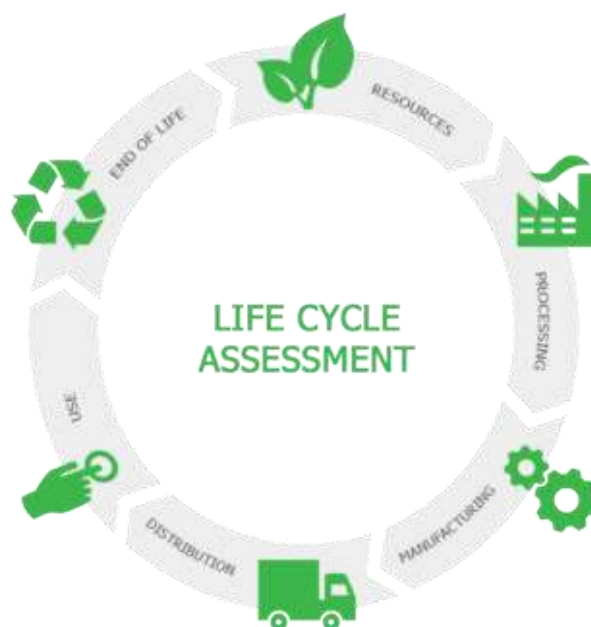 LIFE CYCLE
ASSESSMENT
RESOURCES
PROCESSING
MANUFACTURING
DISTRIBUTION
USE
END OF LIFE